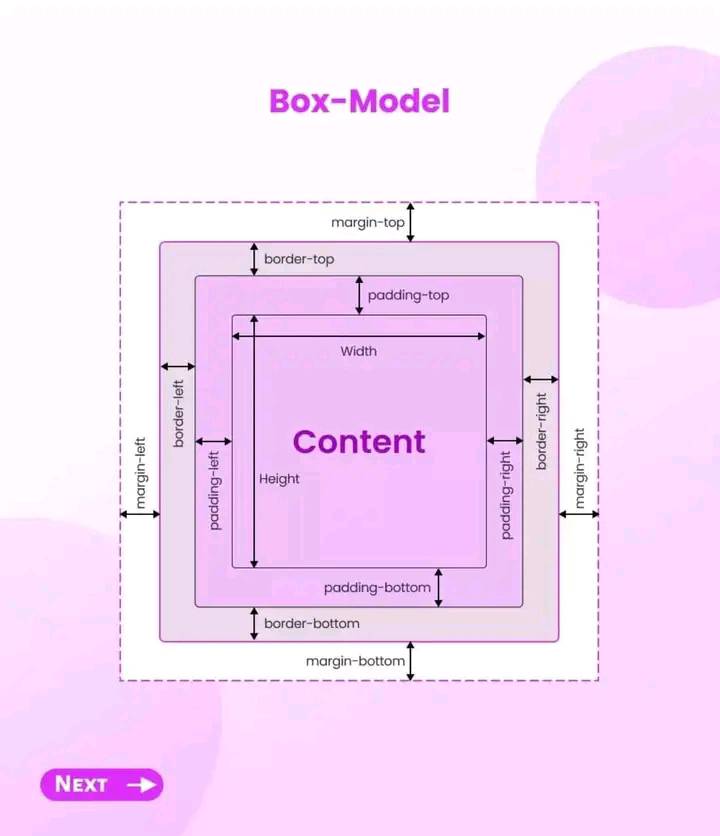 Box-Model
margin-top
border-top
padding-top
Width
Content
Height
border-left
margin-left
padding-left
padding-right
border-right
margin-right
padding-bottom
border-bottom
margin-bottom
NEXT